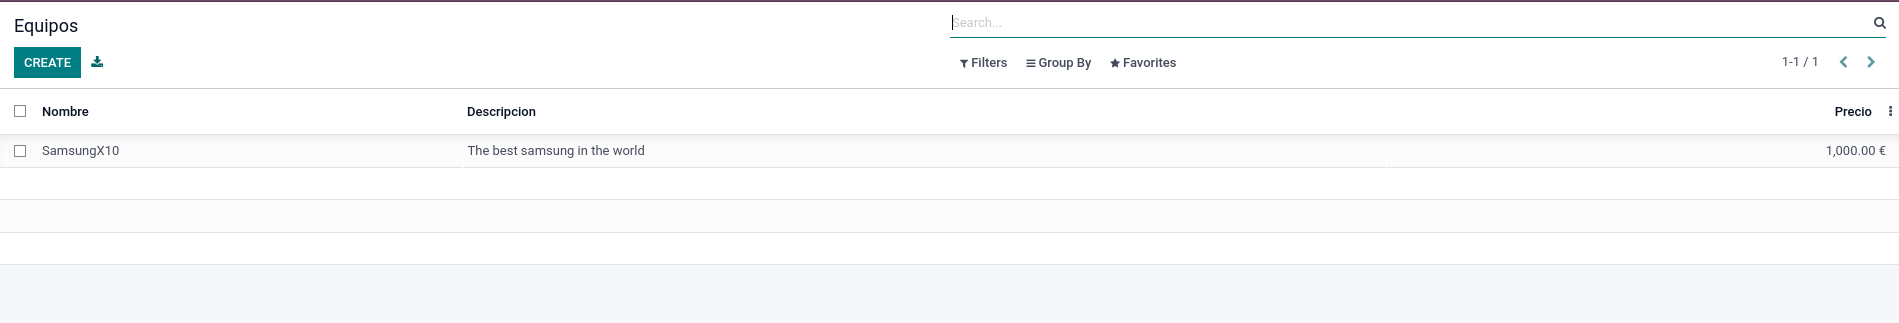 Equipos
Search...
CREATE
Filters Group By Favorites 1-1 / 1
Nombre Descripcion Precio
SamsungX10 The best samsung in the world 1,000.00 €